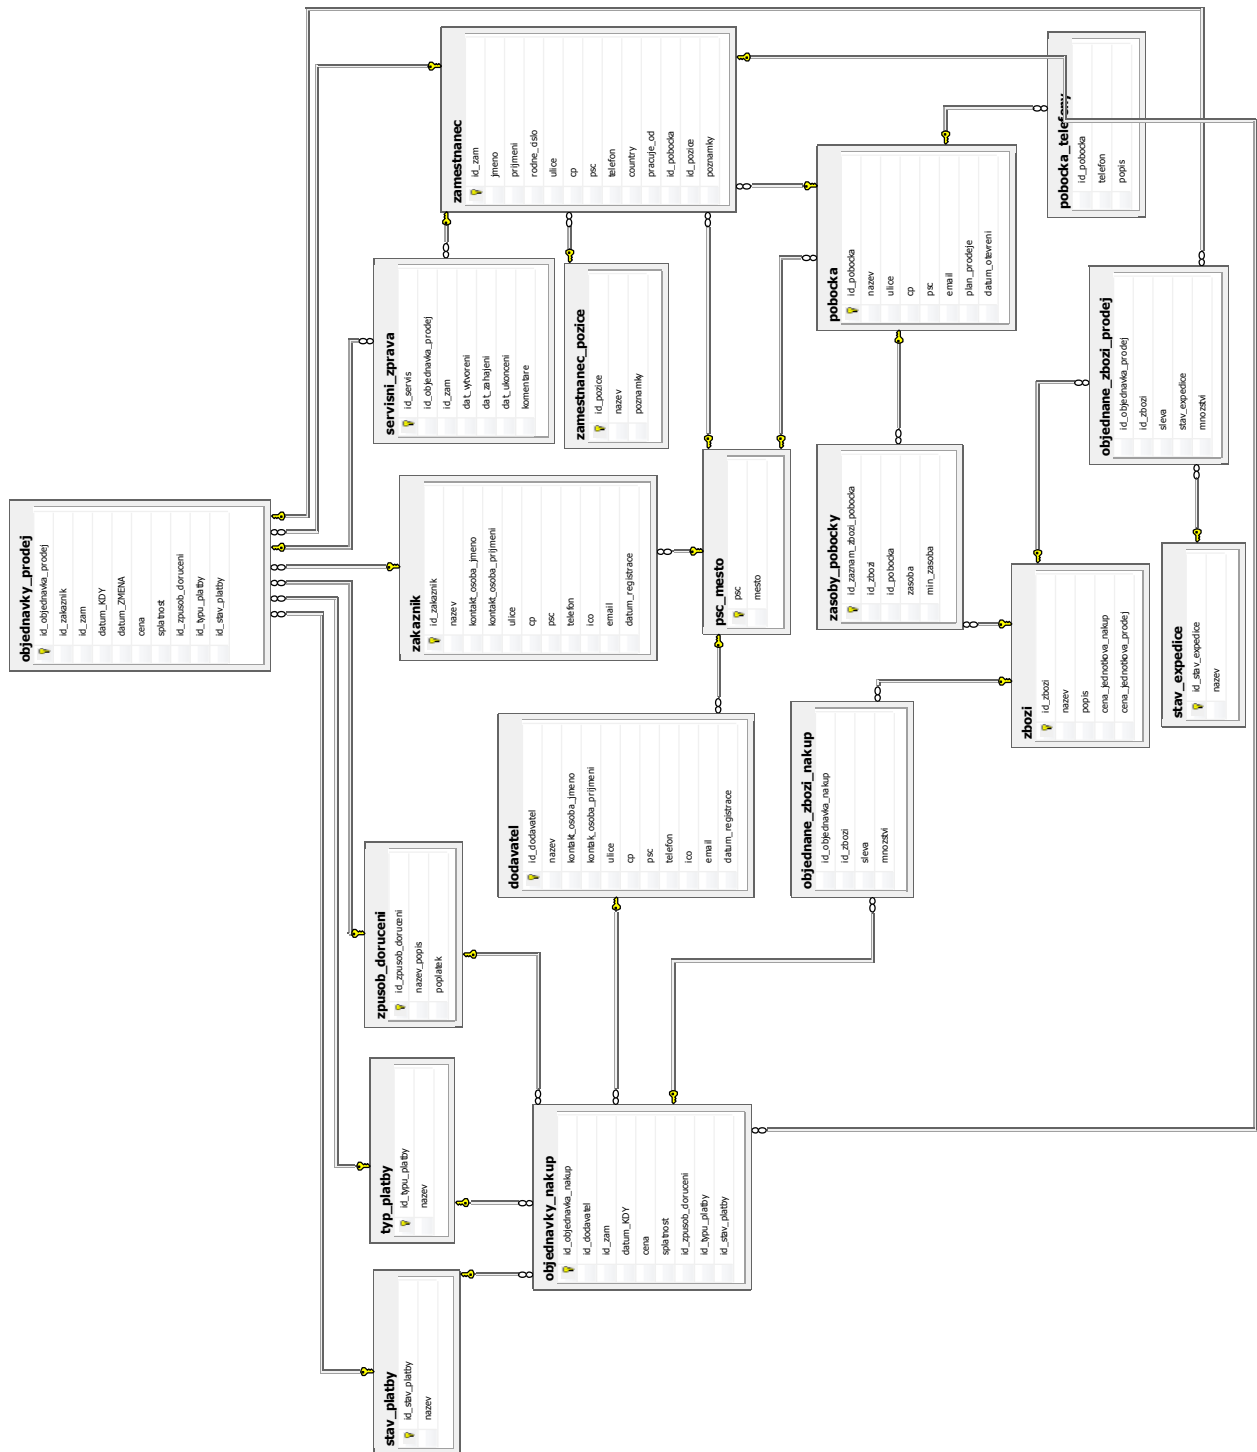 objednavky_prodej
id_objednavka_prodej
id_zakaznik
id_zam
datum_KDY
datum_ZMENA
cena
splatnost
id_zpusob_doruceni
id_typu_platby
id_stav_platby
zamestnanec
id_zam
jmeno
prijmeni
rodne_cislo
ulice
cp
psc
telefon
country
pracuje_od
id_pobocka
id_pozice
poznamky
servisni_zprava
id_servis
id_objednavka_prodej
id_zam
dat_vytvoreni
dat_zahajeni
dat_ukonceni
komentare
zamestnanec_pozice
id_pozice
nazev
poznamky
zakaznik
id_zakaznik
nazev
kontakt_osoba_jmeno
kontakt_osoba_prijmeni
ulice
cp
psc
telefon
ico
email
datum_registrace
psc_mesto
psc
mesto
pobocka
id_pobocka
nazev
ulice
cp
psc
email
plan_prodeje
datum_otevreni
pobocka_telefony
id_pobocka
telefon
popis
zasoby_pobocky
id_zaznam_zbozi_pobocka
id_zbozi
id_pobocka
zasoba
min_zasoba
objednane_zbozi_prodej
id_objednavka_prodej
id_zbozi
sleva
stav_expedice
mnozstvi
stav_expedice
id_stav_expedice
nazev
zbozi
id_zbozi
nazev
popis
cena_jednotkova_nakup
cena_jednotkova_prodej
dodavatel
id_dodavatel
nazev
kontakt_osoba_jmeno
kontak_osoba_prijmeni
ulice
cp
psc
telefon
ico
email
datum_registrace
objednane_zbozi_nakup
id_objednavka_nakup
id_zbozi
sleva
mnozstvi
zpusob_doruceni
id_zpusob_doruceni
nazev_popis
poplatek
typ_platby
id_typu_platby
nazev
objednavky_nakup
id_objednavka_nakup
id_dodavatel
id_zam
datum_KDY
cena
splatnost
id_zpusob_doruceni
id_typu_platby
id_stav_platby
stav_platby
id_stav_platby
nazev